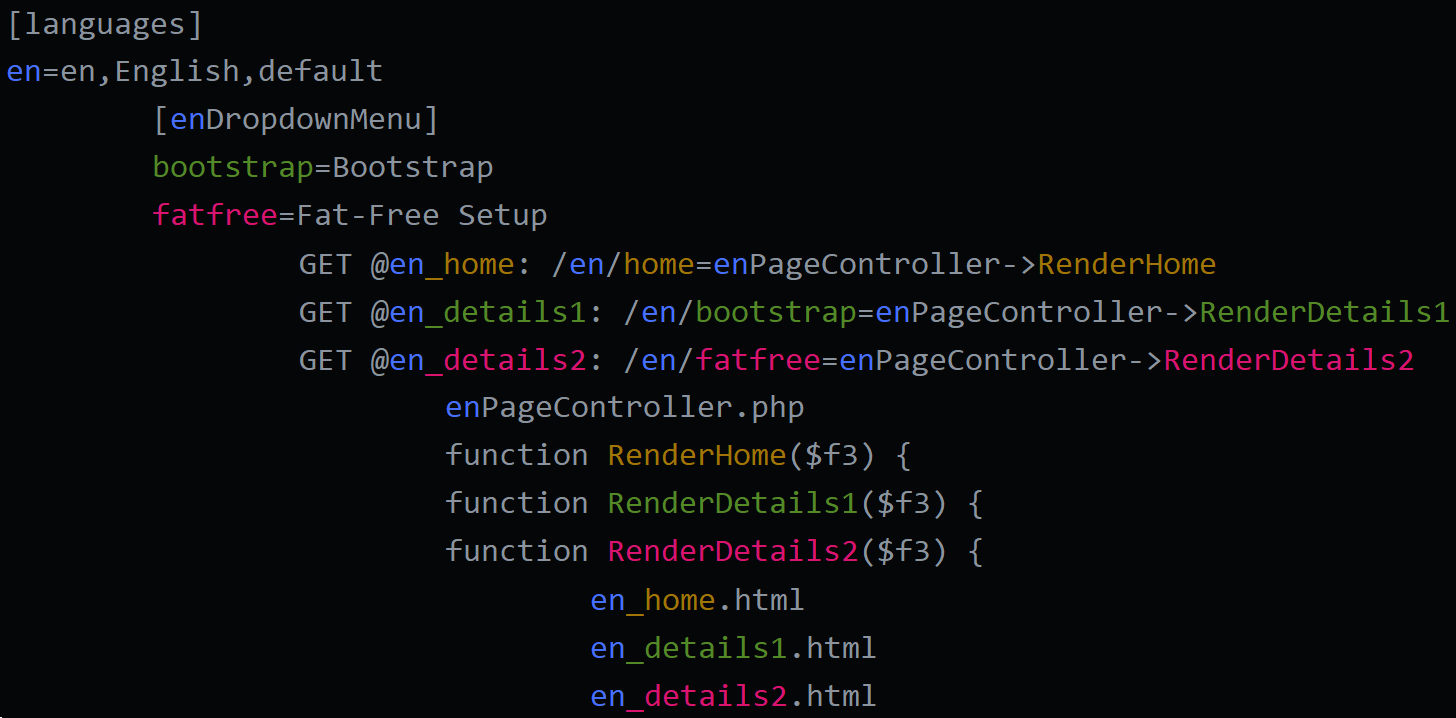 [languages]
en=en,English,default
[enDropdownMenu]
bootstrap=Bootstrap
fatfree=Fat-Free Setup
GET @en_home: /en/home=enPageController->RenderHome
GET @en_details1: /en/bootstrap=enPageController->RenderDetails1
GET @en_details2: /en/fatfree=enPageController->RenderDetails2
enPageController.php
function RenderHome($f3) {
function RenderDetails1($f3) {
function RenderDetails2($f3) {
en_home.html
en_details1.html
en_details2.html